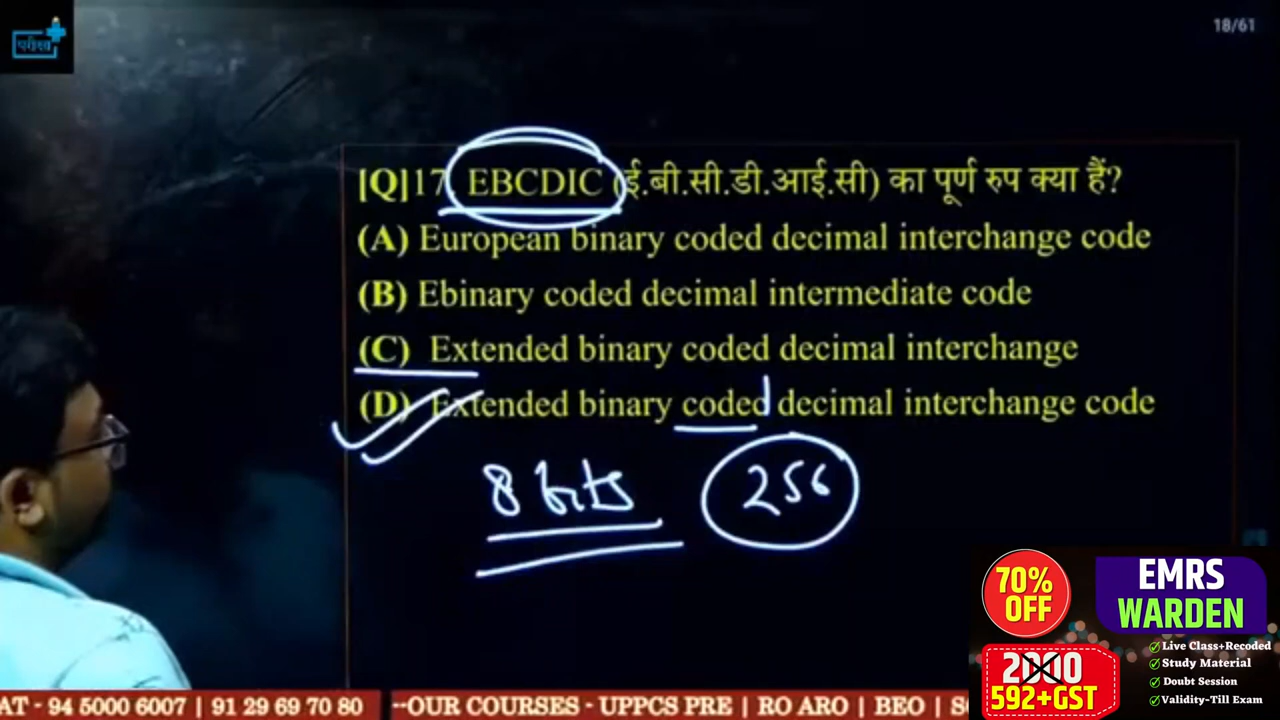 परीक्षा
18/61
[Q]17. EBCDIC (ई.बी.सी.डी.आई.सी) का पूर्ण रुप क्या हैं?
(A) European binary coded decimal interchange code
(B) Ebinary coded decimal intermediate code
(C) Extended binary coded decimal interchange
(D) Extended binary coded decimal interchange code
8 bits 256
70%
OFF
EMRS
WARDEN
Live Class+Recoded
Study Material
Doubt Session
Validity-Till Exam
2000
592+GST
AT - 94 5000 6007 | 91 29 69 70 80 --OUR COURSES - UPPCS PRE | RO ARO | BEO |